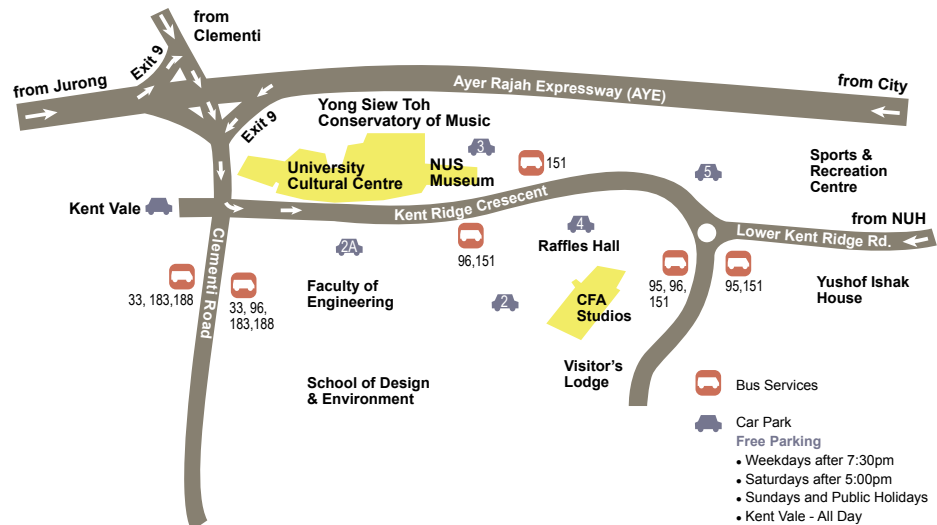 from
Clementi
Exit 9
from Jurong
Ayer Rajah Expressway (AYE)
from City
Exit 9
Yong Siew Toh
Conservatory of Music
3
151
5
Sports &
Recreation
Centre
University
Cultural Centre
NUS
Museum
Kent Vale
Kent Ridge Cresecent
from NUH
Lower Kent Ridge Rd.
2A
96,151
4
Raffles Hall
Clementi Road
33, 183,188
33, 96,
183,188
Faculty of
Engineering
2
CFA
Studios
95, 96,
151
95,151
Yushof Ishak
House
Visitor's
Lodge
School of Design
& Environment
Bus Services
Car Park
Free Parking
• Weekdays after 7:30pm
• Saturdays after 5:00pm
• Sundays and Public Holidays
• Kent Vale - All Day